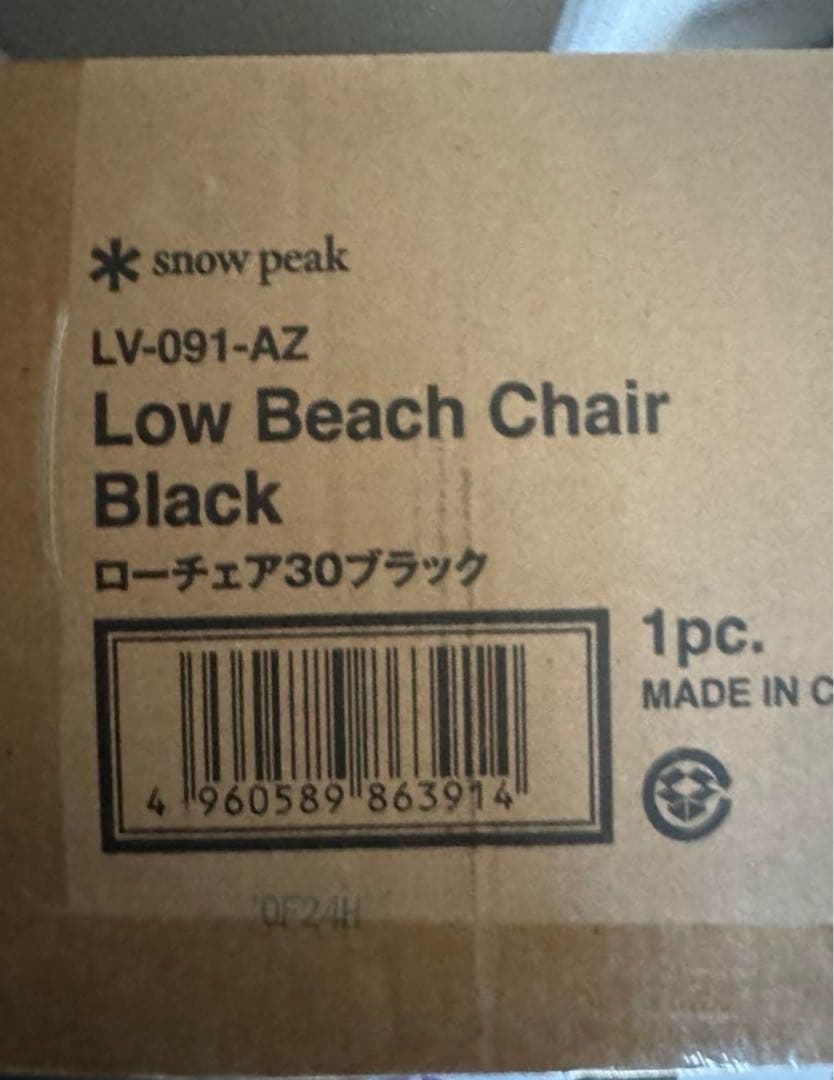 snow peak
LV-091-AZ
Low Beach Chair
Black
ローチェア30ブラック
1pc.
MADE IN C
4 960589 863914
0F24H